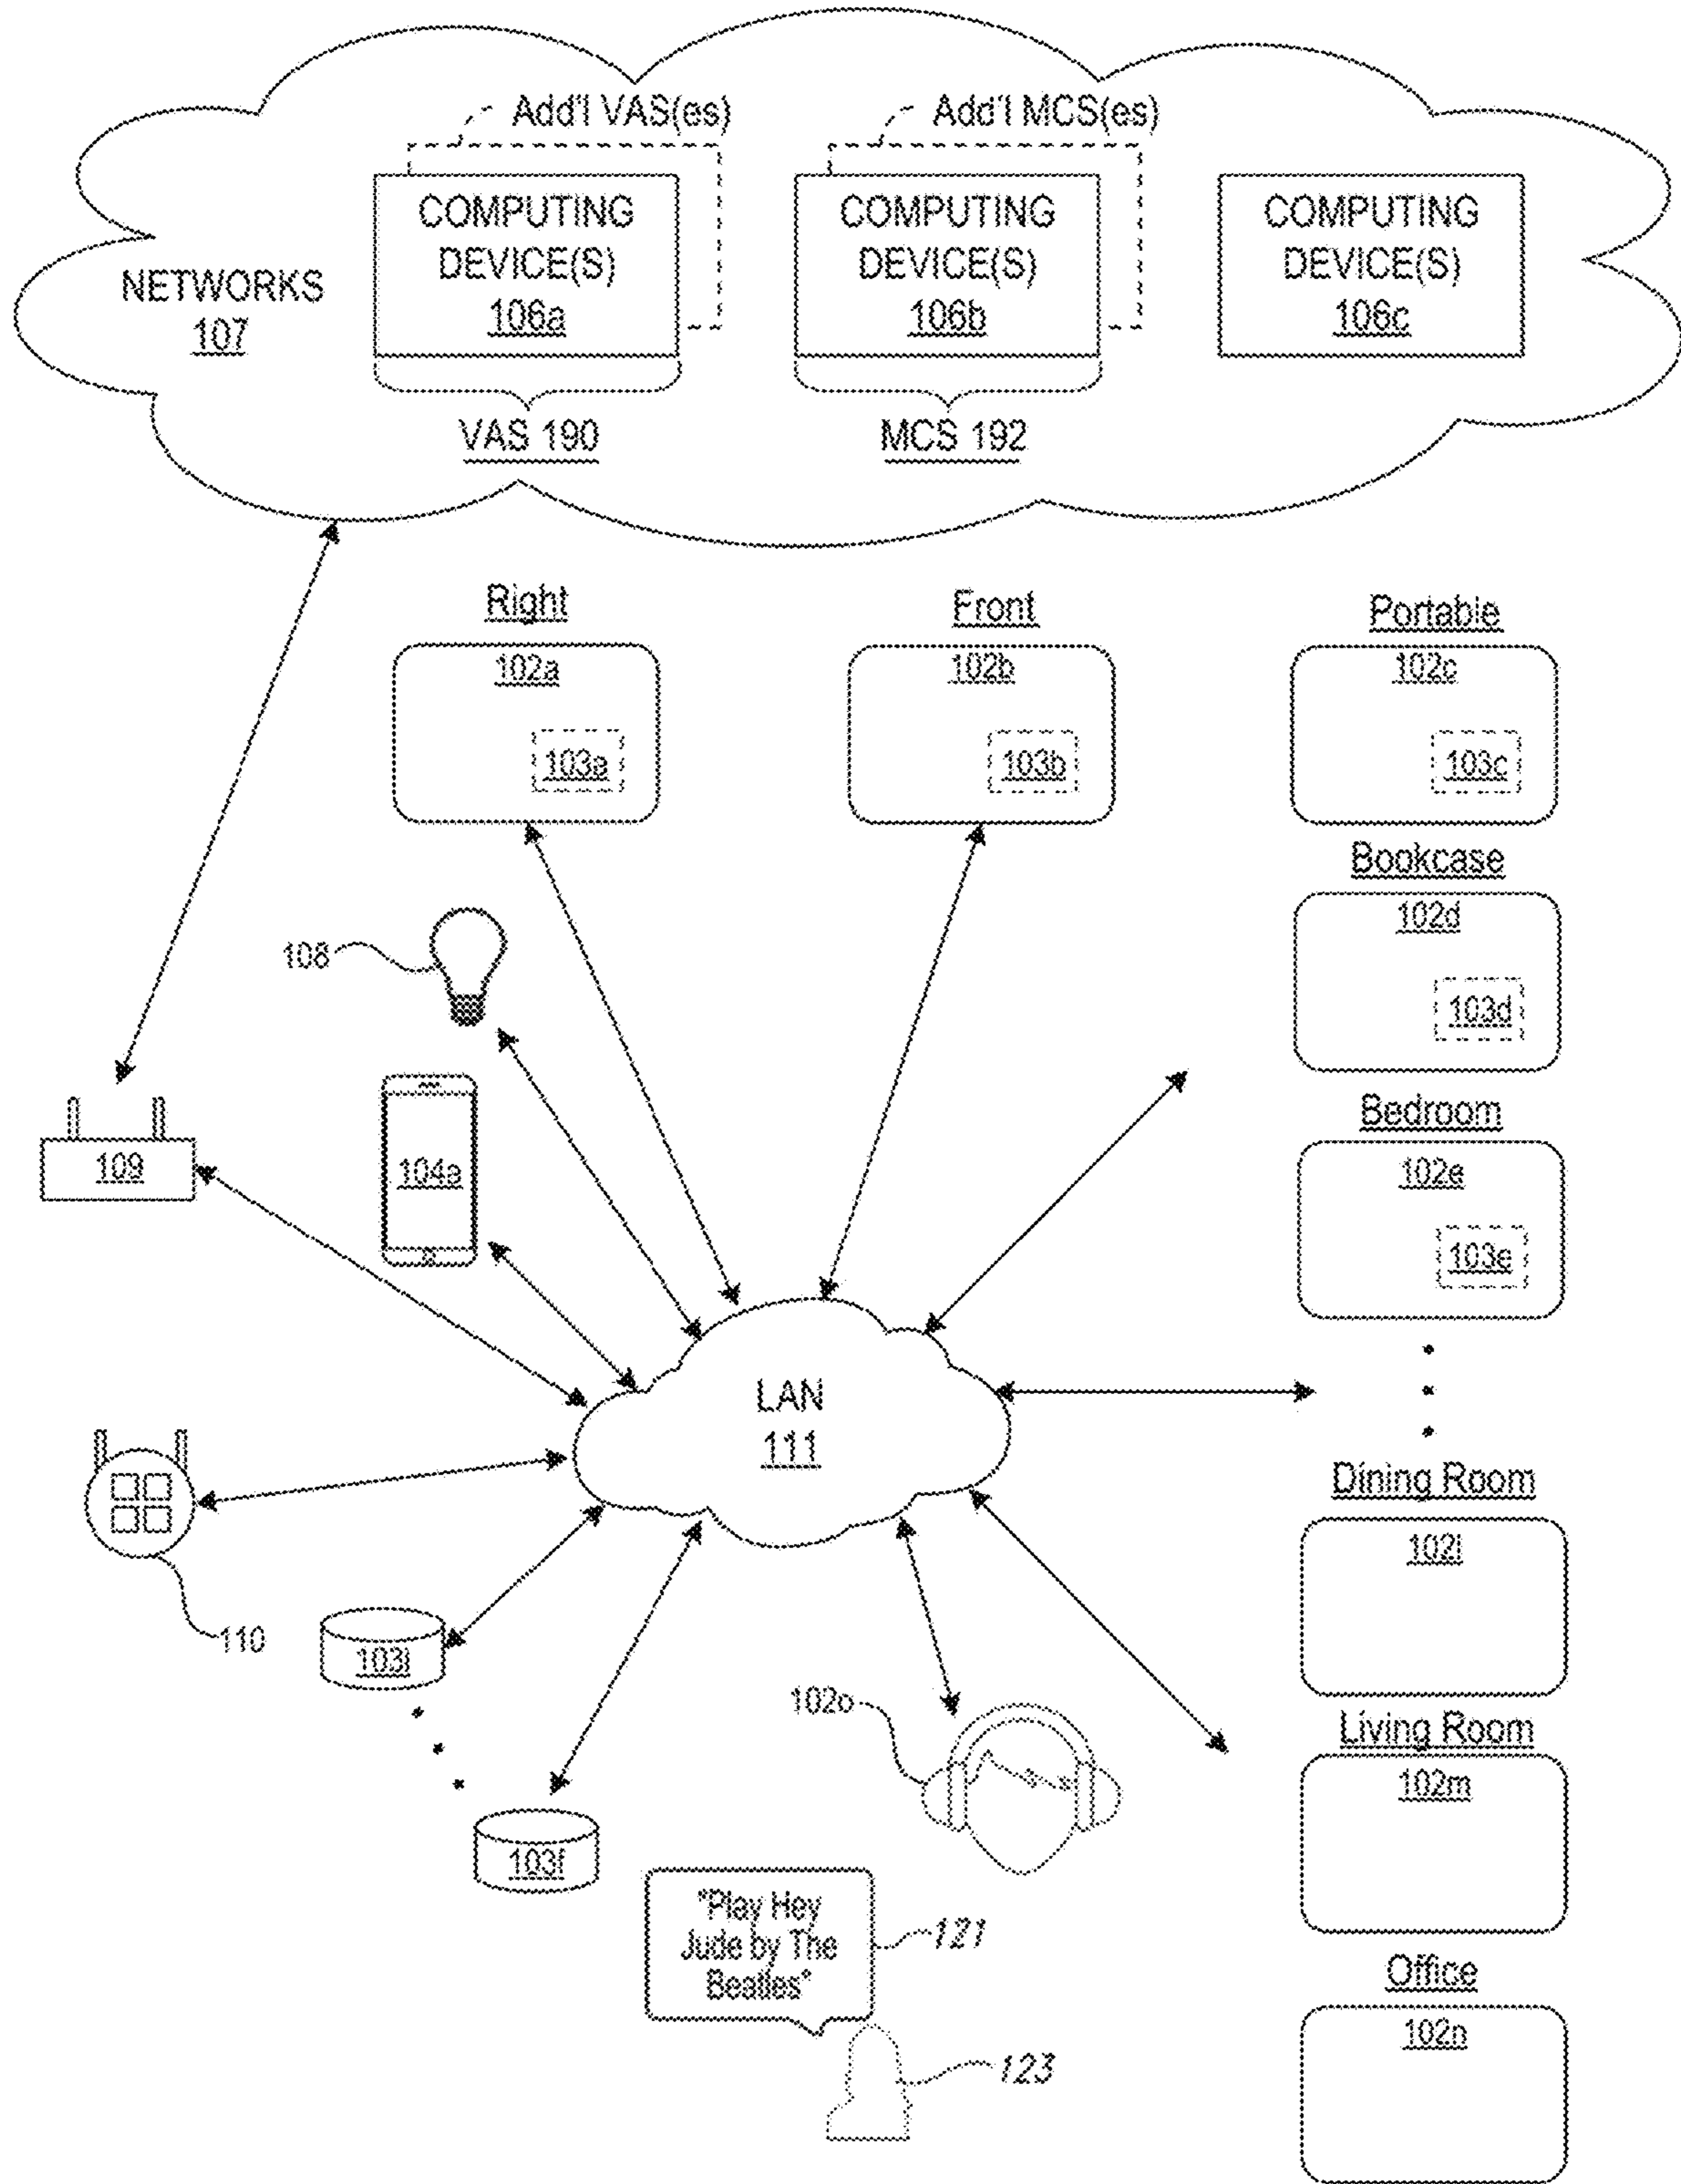 Add'l VAS(es)
Add'l MCS(es)
COMPUTING
DEVICE(S)
106a
COMPUTING
DEVICE(S)
106b
COMPUTING
DEVICE(S)
106c
NETWORKS
107
VAS 190
MCS 192
Right
102a
103a
Front
102b
103b
Portable
102c
103c
Bookcase
102d
103d
Bedroom
102e
103e
108
104a
109
LAN
111
110
103i
103f
102o
Dining Room
102l
Living Room
102m
Office
102n
"Play Hey
Jude by The
Beatles"
121
123